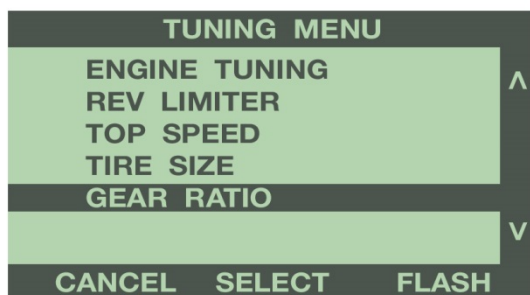 TUNING MENU
ENGINE TUNING
REV LIMITER
TOP SPEED
TIRE SIZE
GEAR RATIO
CANCEL SELECT FLASH